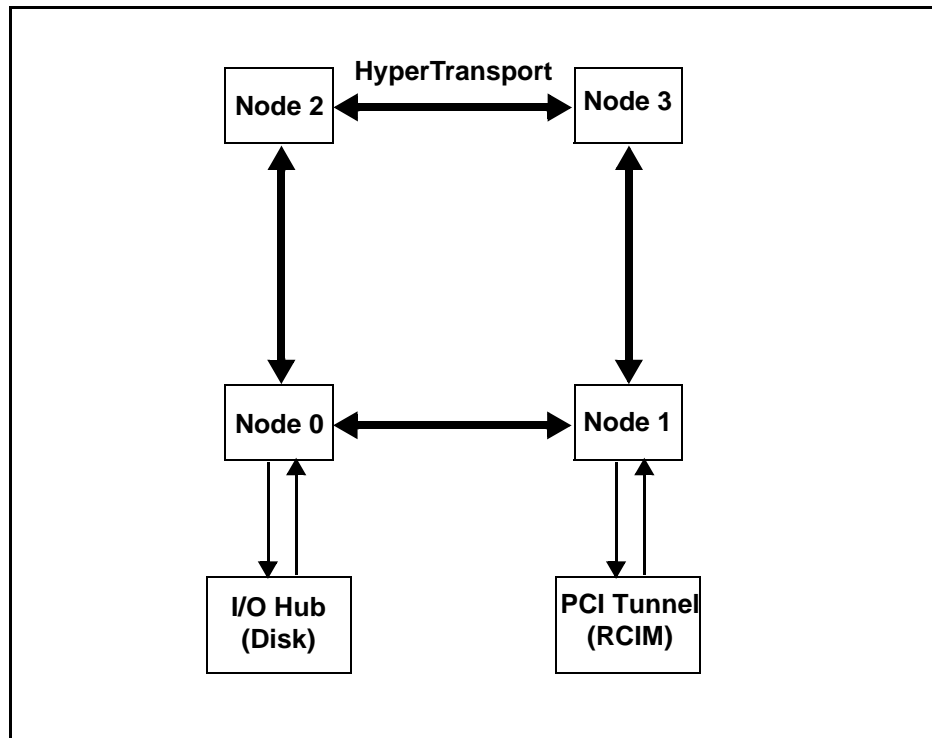 HyperTransport
Node 2
Node 3
Node 0
Node 1
I/O Hub
(Disk)
PCI Tunnel
(RCIM)